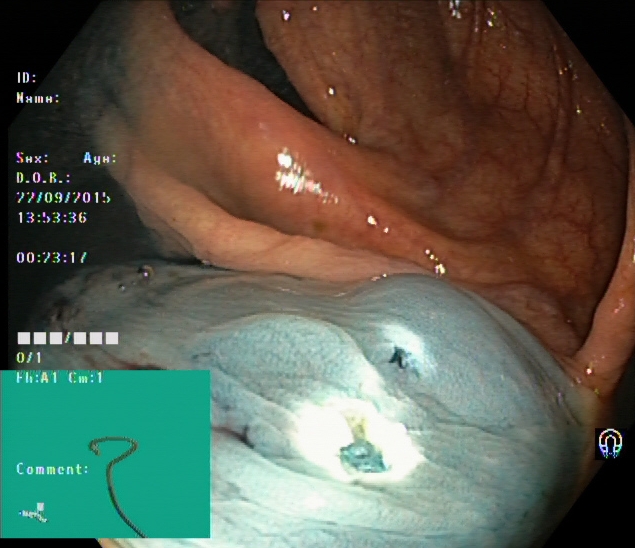 ID:
Name:
Sex: Age:
D.O.B.:
22/09/2015
13:53:36
00:23:17
0/1
Eh:A1 Cm:1
Comment: